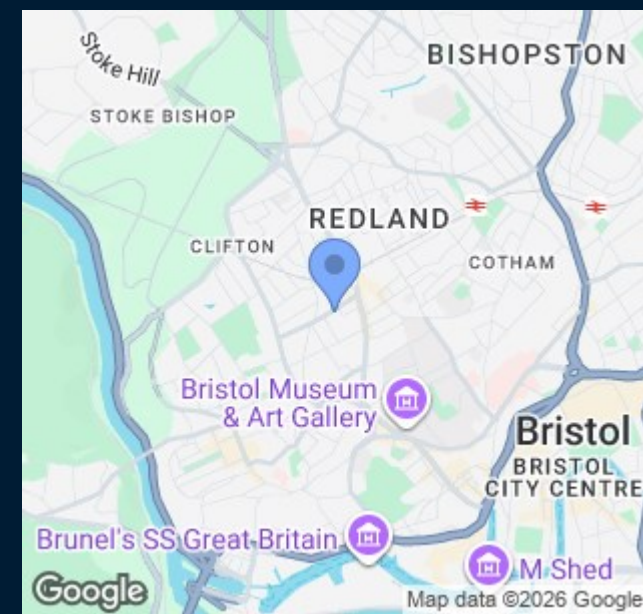 BISHOPSTON
Stoke Hill
STOKE BISHOP
REDLAND
CLIFTON
COTHAM
Bristol Museum
& Art Gallery
Bristol
BRISTOL
CITY CENTRE
Brunel's SS Great Britain
M Shed
Google
Map data ©2026 Google